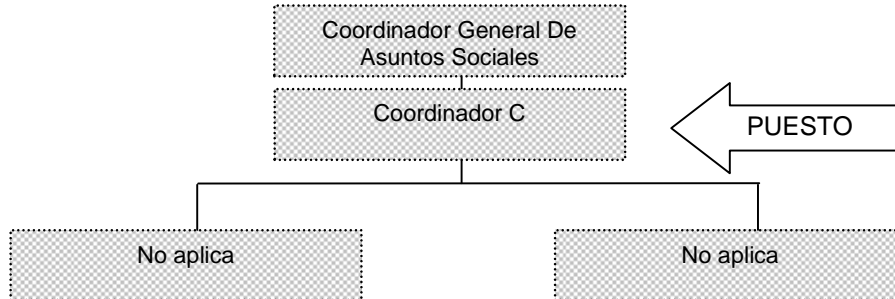 Coordinador General De
Asuntos Sociales
Coordinador C
PUESTO
No aplica
No aplica